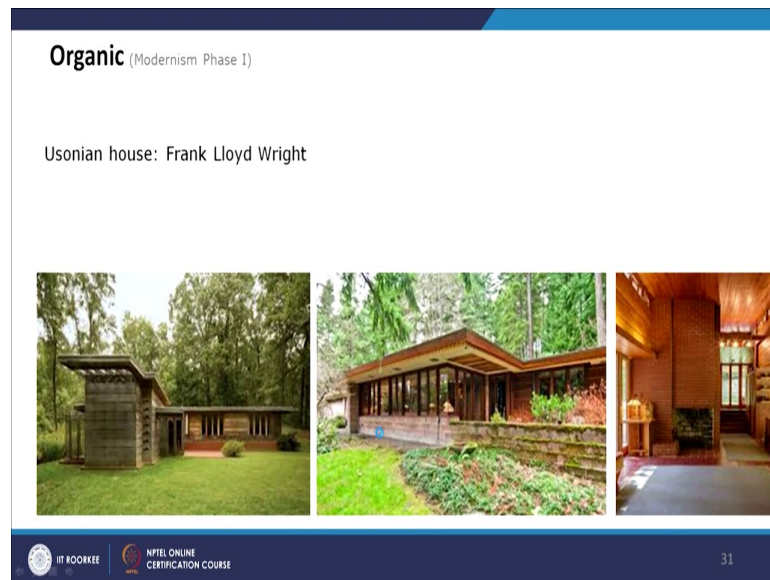 Organic (Modernism Phase I)
Usonian house: Frank Lloyd Wright
IIT ROORKEE
NPTEL ONLINE
CERTIFICATION COURSE
31